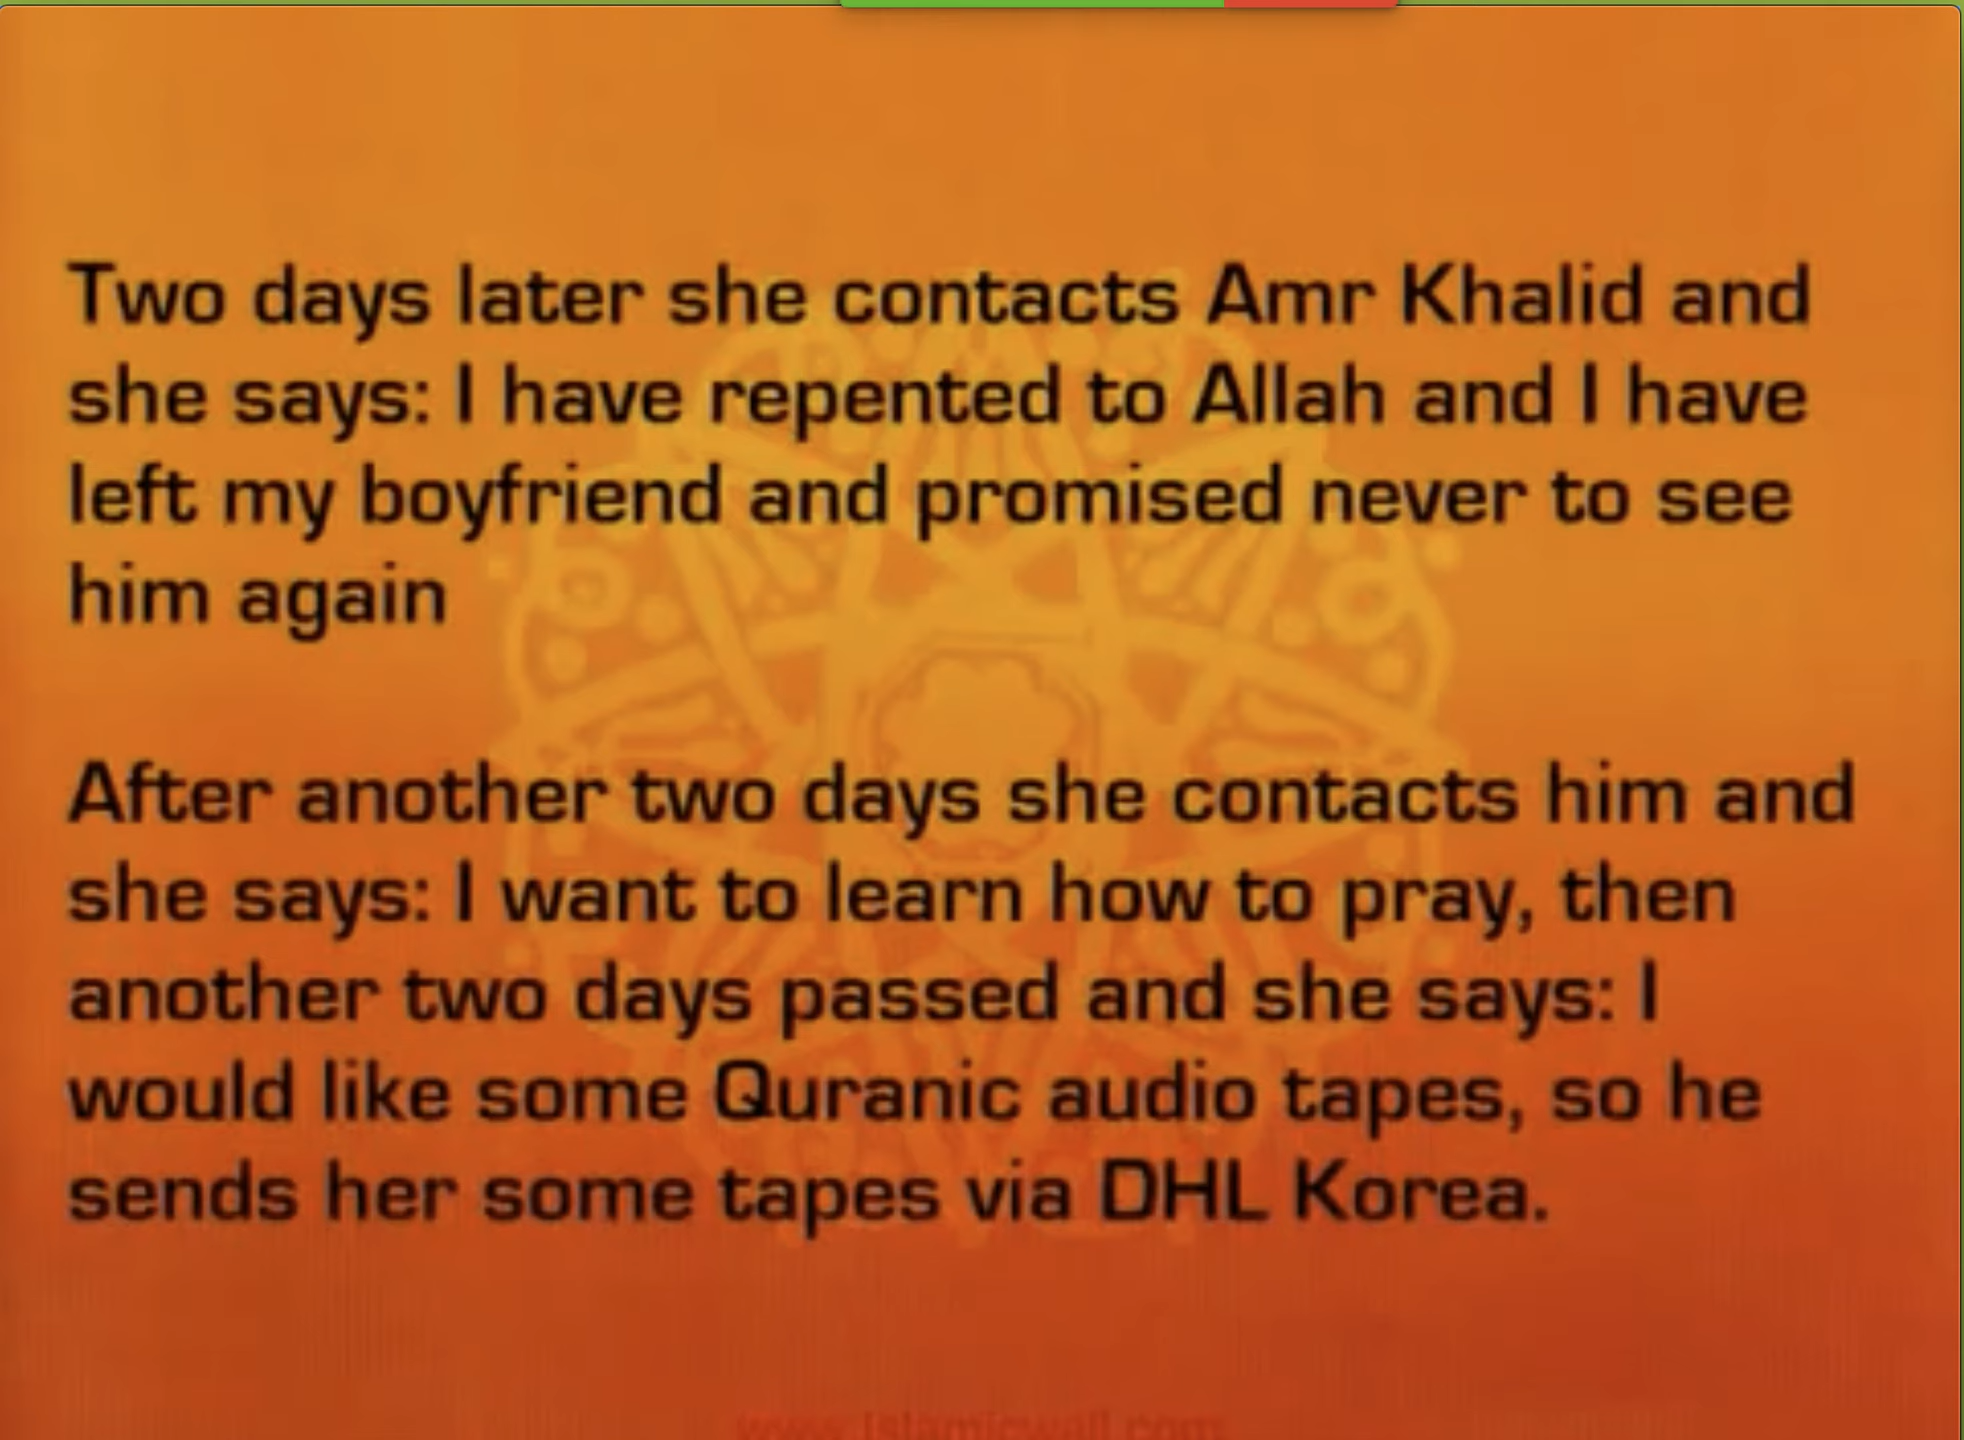 Two days later she contacts Amr Khalid and
she says: I have repented to Allah and I have
left my boyfriend and promised never to see
him again
After another two days she contacts him and
she says: I want to learn how to pray, then
another two days passed and she says: I
would like some Quranic audio tapes, so he
sends her some tapes via DHL Korea.
www.Islamicwall.com